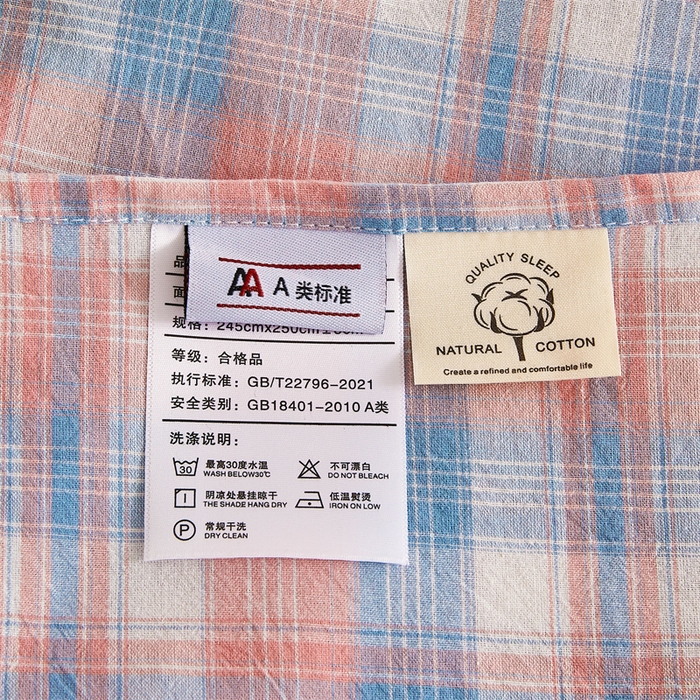 AA A 类标准
规格: 245cmx250cm
等级: 合格品
执行标准: GB/T22796-2021
安全类别: GB18401-2010 A类
洗涤说明:
30 最高30度水温 不可漂白
WASH BELOW30℃ DO NOT BLEACH
阴凉处悬挂晾干 低温熨烫
THE SHADE HANG DRY IRON ON LOW
P 常规干洗
DRY CLEAN
QUALITY SLEEP
NATURAL COTTON
Create a refined and comfortable life